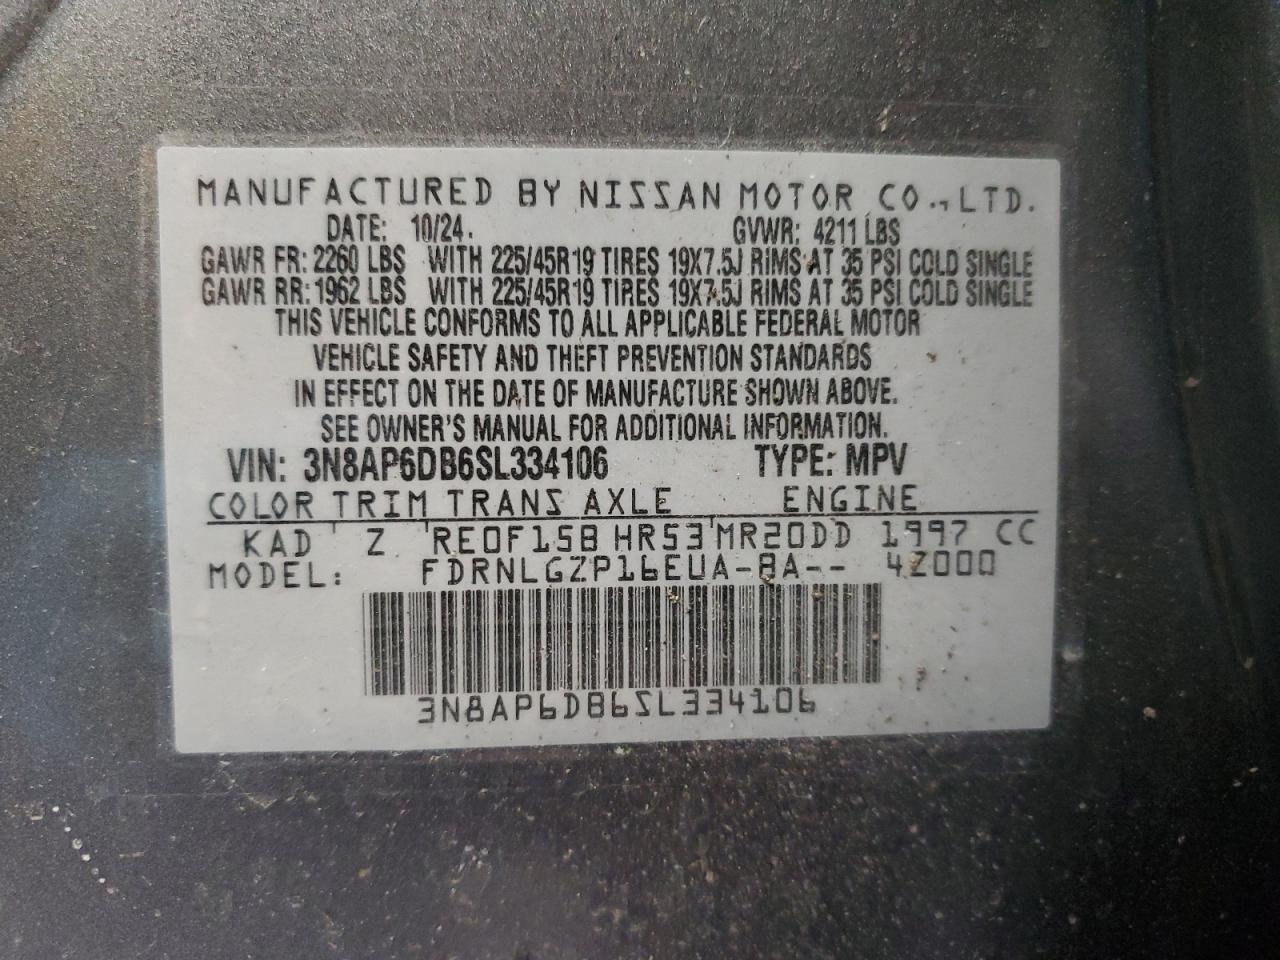 MANUFACTURED BY NISSAN MOTOR CO., LTD.
DATE: 10/24. GVWR: 4211 LBS
GAWR FR: 2260 LBS WITH 225/45R19 TIRES 19X7.5J RIMS AT 35 PSI COLD SINGLE
GAWR RR: 1962 LBS WITH 225/45R19 TIRES 19X7.5J RIMS AT 35 PSI COLD SINGLE
THIS VEHICLE CONFORMS TO ALL APPLICABLE FEDERAL MOTOR
VEHICLE SAFETY AND THEFT PREVENTION STANDARDS
IN EFFECT ON THE DATE OF MANUFACTURE SHOWN ABOVE.
SEE OWNER'S MANUAL FOR ADDITIONAL INFORMATION.
VIN: 3N8AP6DB6SL334106 TYPE: MPV
COLOR TRIM TRANS AXLE ENGINE
KAD Z RE0F15B HR53 MR20DD 1997 CC
MODEL: FDRNLGZP16EUA-8A-- 4Z000
3N8AP6DB6SL334106